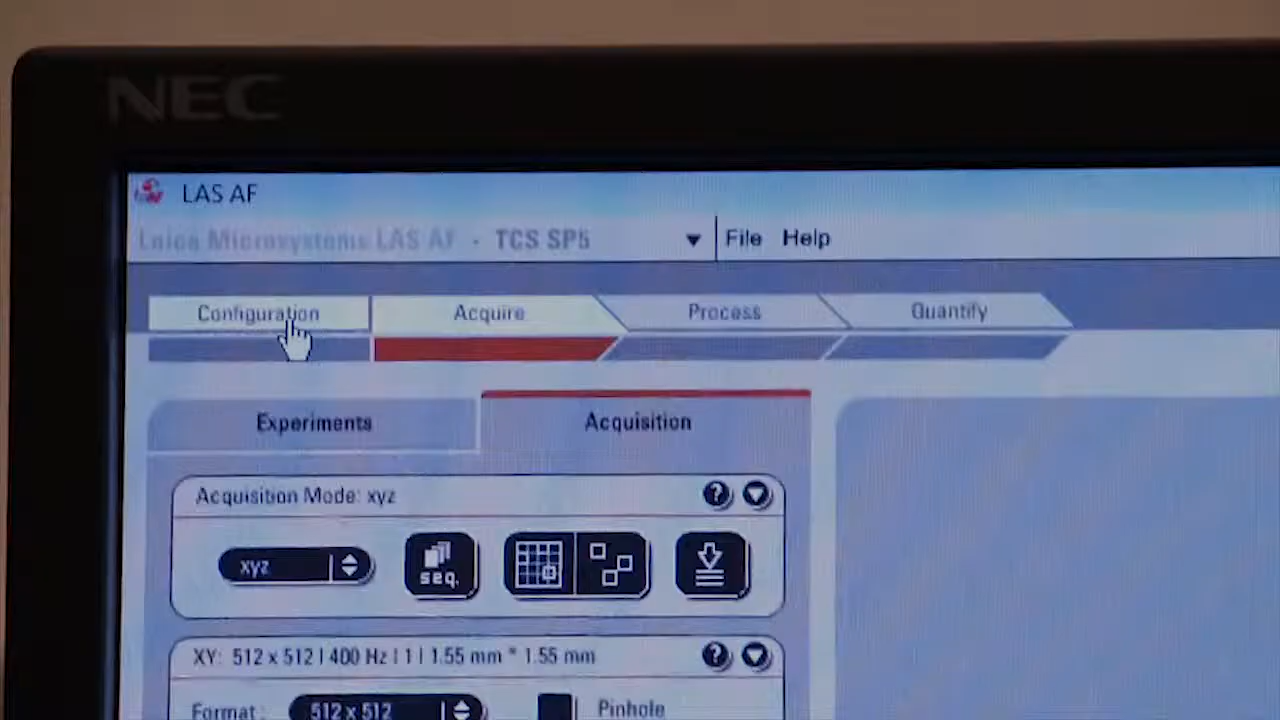 NEC
LAS AF
Leica Microsystems LAS AF - TCS SP5 File Help
Configuration Acquire Process Quantify
Experiments Acquisition
Acquisition Mode: xyz ?
xyz seq.
XY: 512 x 512 | 400 Hz | 1 | 1.55 mm * 1.55 mm ?
Format: 512 x 512 Pinhole